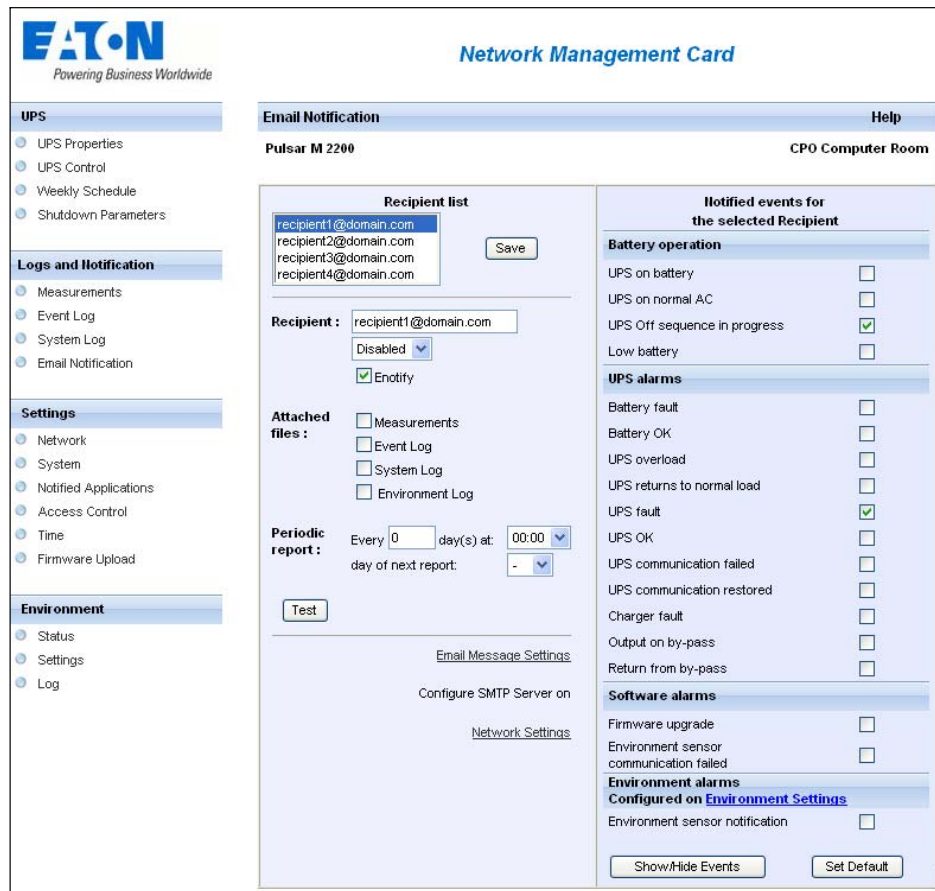 EATON
Powering Business Worldwide
Network Management Card
UPS
UPS Properties
UPS Control
Weekly Schedule
Shutdown Parameters
Logs and Notification
Measurements
Event Log
System Log
Email Notification
Settings
Network
System
Notified Applications
Access Control
Time
Firmware Upload
Environment
Status
Settings
Log
Email Notification Help
Pulsar M 2200 CPO Computer Room
Recipient list
recipient1@domain.com
recipient2@domain.com
recipient3@domain.com
recipient4@domain.com
Save
Recipient : recipient1@domain.com
Disabled
Enotify
Attached
files :
Measurements
Event Log
System Log
Environment Log
Periodic
report :
Every 0 day(s) at: 00:00
day of next report: -
Test
Email Message Settings
Configure SMTP Server on
Network Settings
Notified events for
the selected Recipient
Battery operation
UPS on battery
UPS on normal AC
UPS Off sequence in progress
Low battery
UPS alarms
Battery fault
Battery OK
UPS overload
UPS returns to normal load
UPS fault
UPS OK
UPS communication failed
UPS communication restored
Charger fault
Output on by-pass
Return from by-pass
Software alarms
Firmware upgrade
Environment sensor
communication failed
Environment alarms
Configured on Environment Settings
Environment sensor notification
Show/Hide Events Set Default